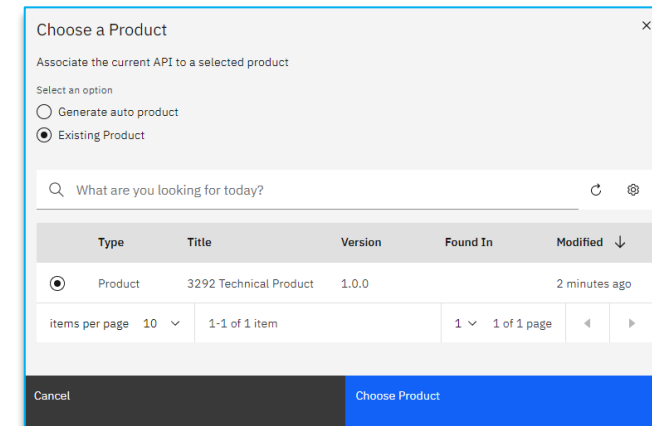 Choose a Product
Associate the current API to a selected product
Select an option
Generate auto product
Existing Product
What are you looking for today?
Type Title Version Found In Modified
Product 3292 Technical Product 1.0.0 2 minutes ago
items per page 10 1-1 of 1 item 1 1 of 1 page
Cancel Choose Product